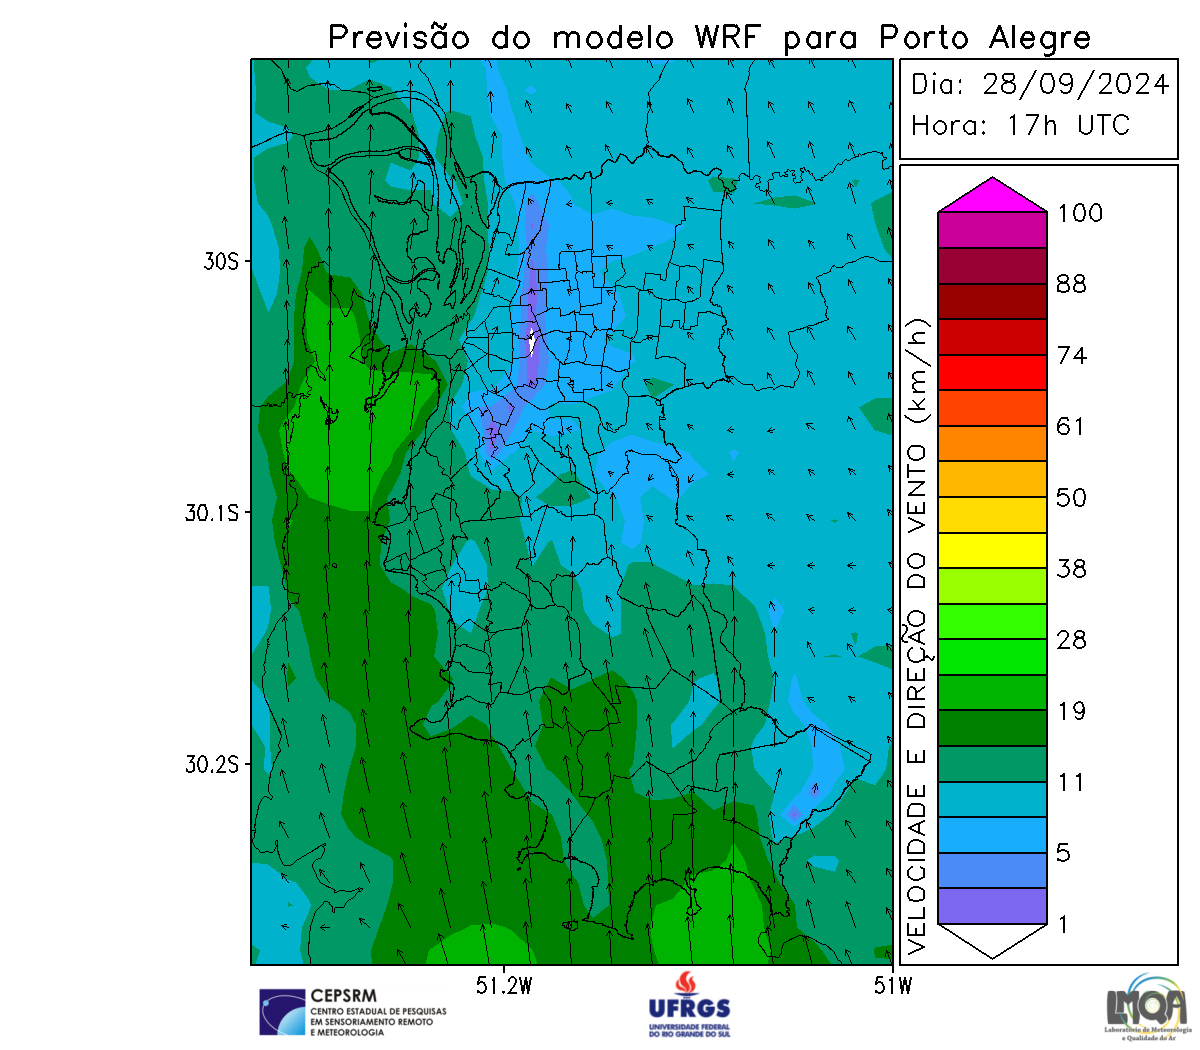 Previsão do modelo WRF para Porto Alegre
Dia: 28/09/2024
Hora: 17h UTC
30S
30.1S
30.2S
51.2W
51W
VELOCIDADE E DIREÇÃO DO VENTO (km/h)
100
88
74
61
50
38
28
19
11
5
1
CEPSRM
CENTRO ESTADUAL DE PESQUISAS
EM SENSORIAMENTO REMOTO
E METEOROLOGIA
UFRGS
UNIVERSIDADE FEDERAL
DO RIO GRANDE DO SUL
LMQA
Laboratório de Meteorologia
e Qualidade do Ar